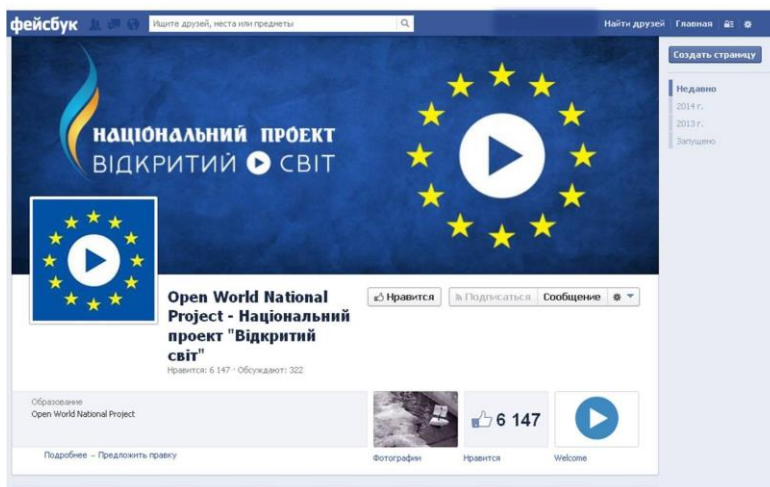 фейсбук
Ищите друзей, места или предметы
Найти друзей
Главная
Создать страницу
НАЦІОНАЛЬНИЙ ПРОЕКТ
ВІДКРИТИЙ СВІТ
Недавно
2014 г.
2013 г.
Запущено
Open World National
Project - Національний
проект "Відкритий
світ"
Нравится: 6 147 · Обсуждают: 322
Нравится
Подписаться
Сообщение
Образование
Open World National Project
6 147
Подробнее – Предложить правку
Фотографии
Нравится
Welcome